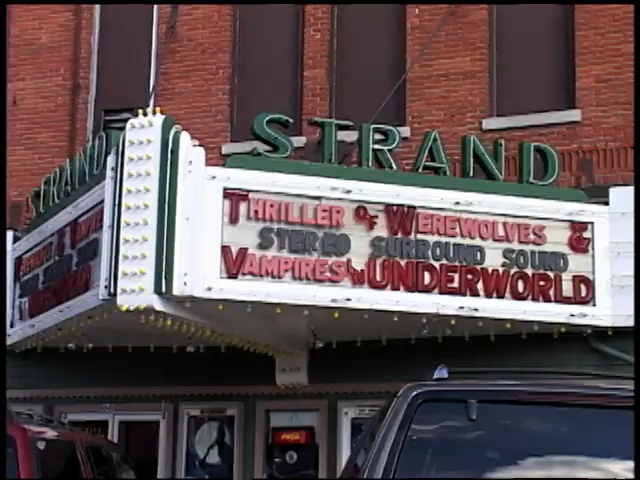 STRAND
STRAND
THRILLER OF WEREWOLVES &
STEREO SURROUND SOUND
VAMPIRES IN UNDERWORLD